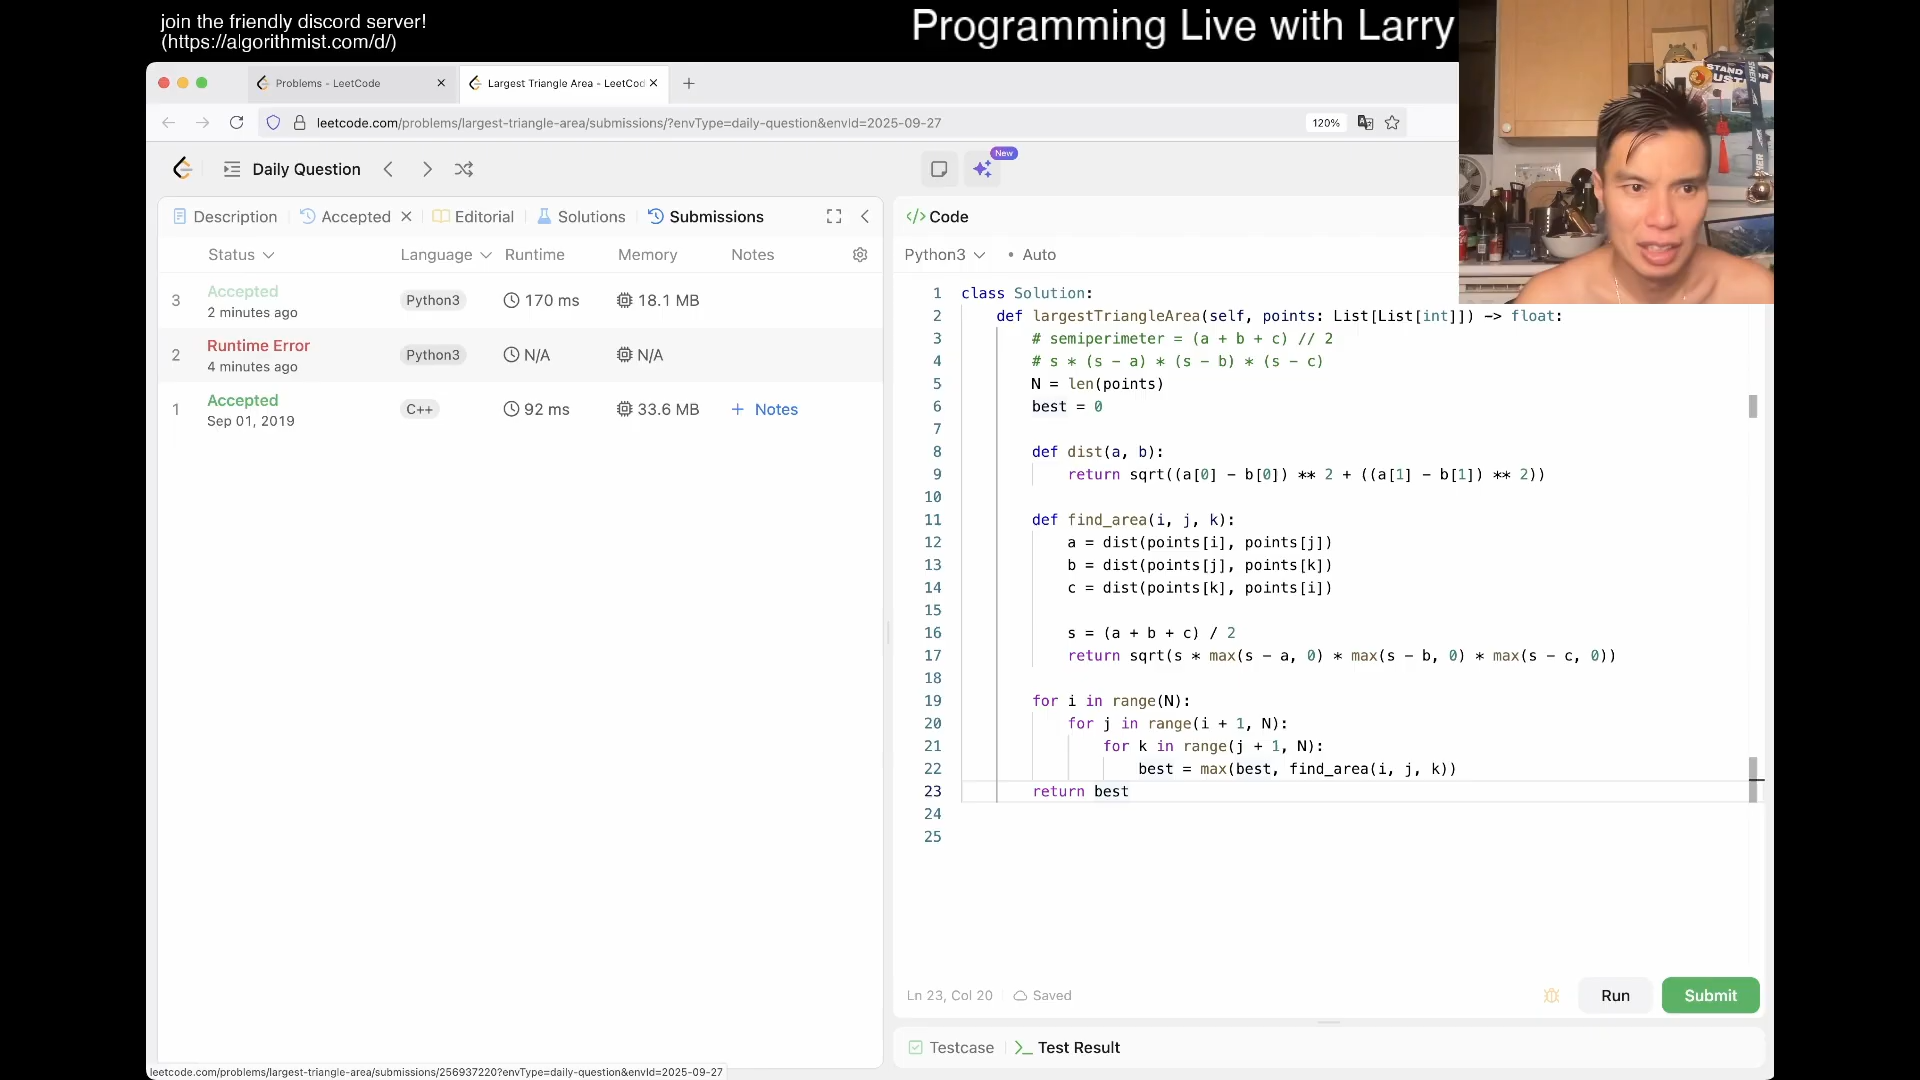 join the friendly discord server!
(https://algorithmist.com/d/)
Programming Live with Larry
Problems - LeetCode
Largest Triangle Area - LeetCod
leetcode.com/problems/largest-triangle-area/submissions/?envType=daily-question&envId=2025-09-27
120%
Daily Question
New
Description
Accepted
Editorial
Solutions
Submissions
Status
Language
Runtime
Memory
Notes
3
Accepted
2 minutes ago
Python3
170 ms
18.1 MB
2
Runtime Error
4 minutes ago
Python3
N/A
N/A
1
Accepted
Sep 01, 2019
C++
92 ms
33.6 MB
+ Notes
</> Code
Python3
• Auto
1 class Solution:
2 def largestTriangleArea(self, points: List[List[int]]) -> float:
3 # semiperimeter = (a + b + c) // 2
4 # s * (s - a) * (s - b) * (s - c)
5 N = len(points)
6 best = 0
7
8 def dist(a, b):
9 return sqrt((a[0] - b[0]) ** 2 + ((a[1] - b[1]) ** 2))
10
11 def find_area(i, j, k):
12 a = dist(points[i], points[j])
13 b = dist(points[j], points[k])
14 c = dist(points[k], points[i])
15
16 s = (a + b + c) / 2
17 return sqrt(s * max(s - a, 0) * max(s - b, 0) * max(s - c, 0))
18
19 for i in range(N):
20 for j in range(i + 1, N):
21 for k in range(j + 1, N):
22 best = max(best, find_area(i, j, k))
23 return best
24
25
Ln 23, Col 20
Saved
Run
Submit
Testcase
Test Result
leetcode.com/problems/largest-triangle-area/submissions/256937220?envType=daily-question&envId=2025-09-27